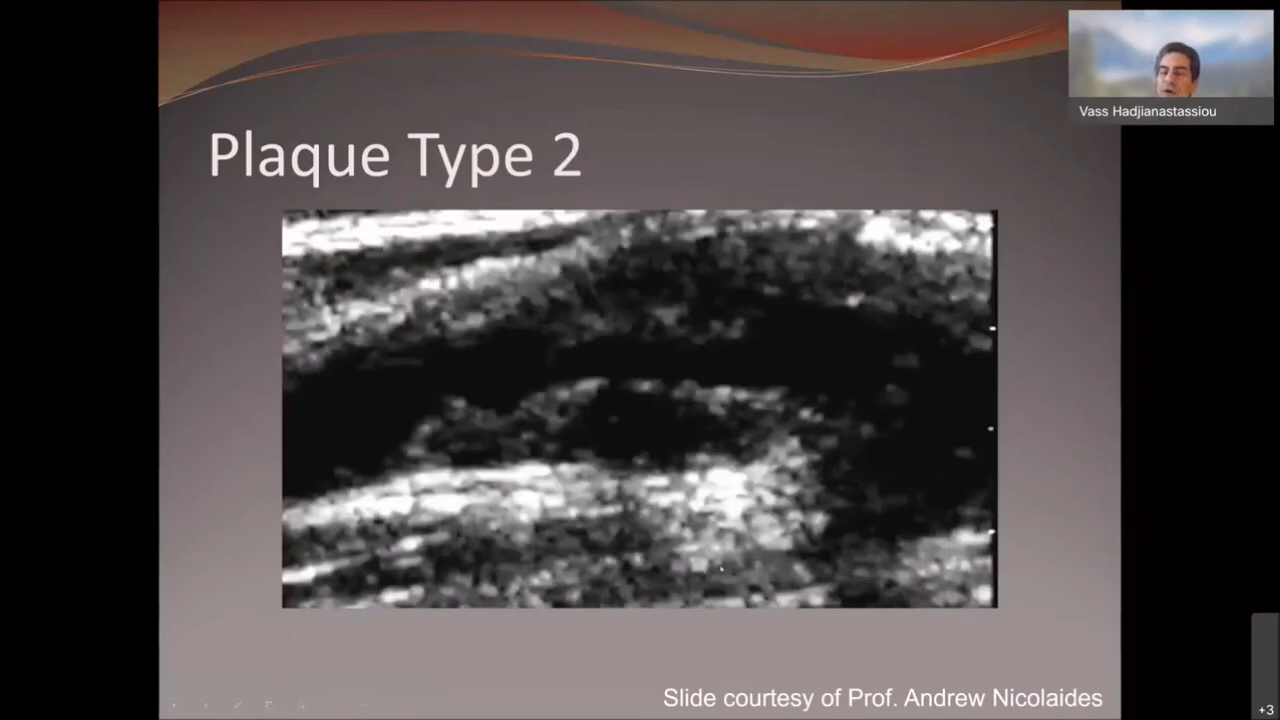 Vass Hadjianastassiou
Plaque Type 2
Slide courtesy of Prof. Andrew Nicolaides
+3